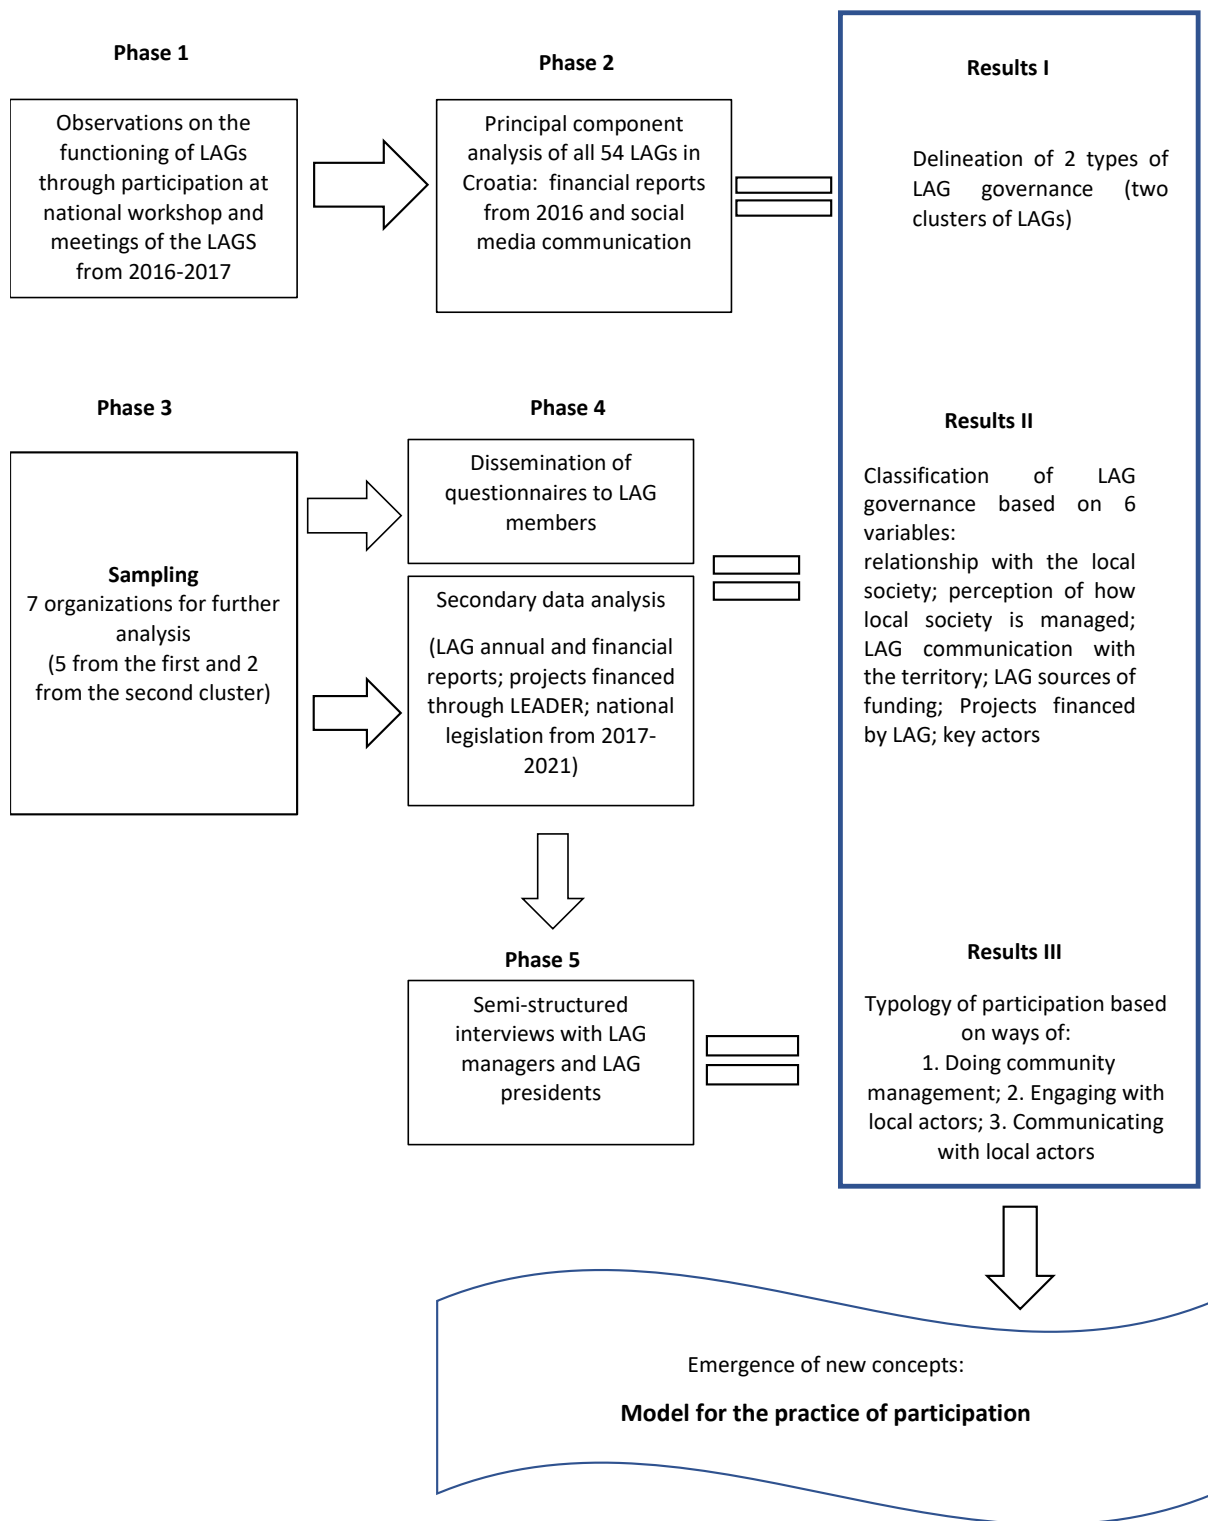 Phase 1
Observations on the
functioning of LAGs
through participation at
national workshop and
meetings of the LAGS
from 2016-2017
Phase 2
Principal component
analysis of all 54 LAGs in
Croatia: financial reports
from 2016 and social
media communication
Results I
Delineation of 2 types of
LAG governance (two
clusters of LAGs)
Phase 3
Sampling
7 organizations for further
analysis
(5 from the first and 2
from the second cluster)
Phase 4
Dissemination of
questionnaires to LAG
members
Secondary data analysis
(LAG annual and financial
reports; projects financed
through LEADER; national
legislation from 2017-
2021)
Results II
Classification of LAG
governance based on 6
variables:
relationship with the local
society; perception of how
local society is managed;
LAG communication with
the territory; LAG sources of
funding; Projects financed
by LAG; key actors
Phase 5
Semi-structured
interviews with LAG
managers and LAG
presidents
Results III
Typology of participation based
on ways of:
1. Doing community
management; 2. Engaging with
local actors; 3. Communicating
with local actors
Emergence of new concepts:
Model for the practice of participation